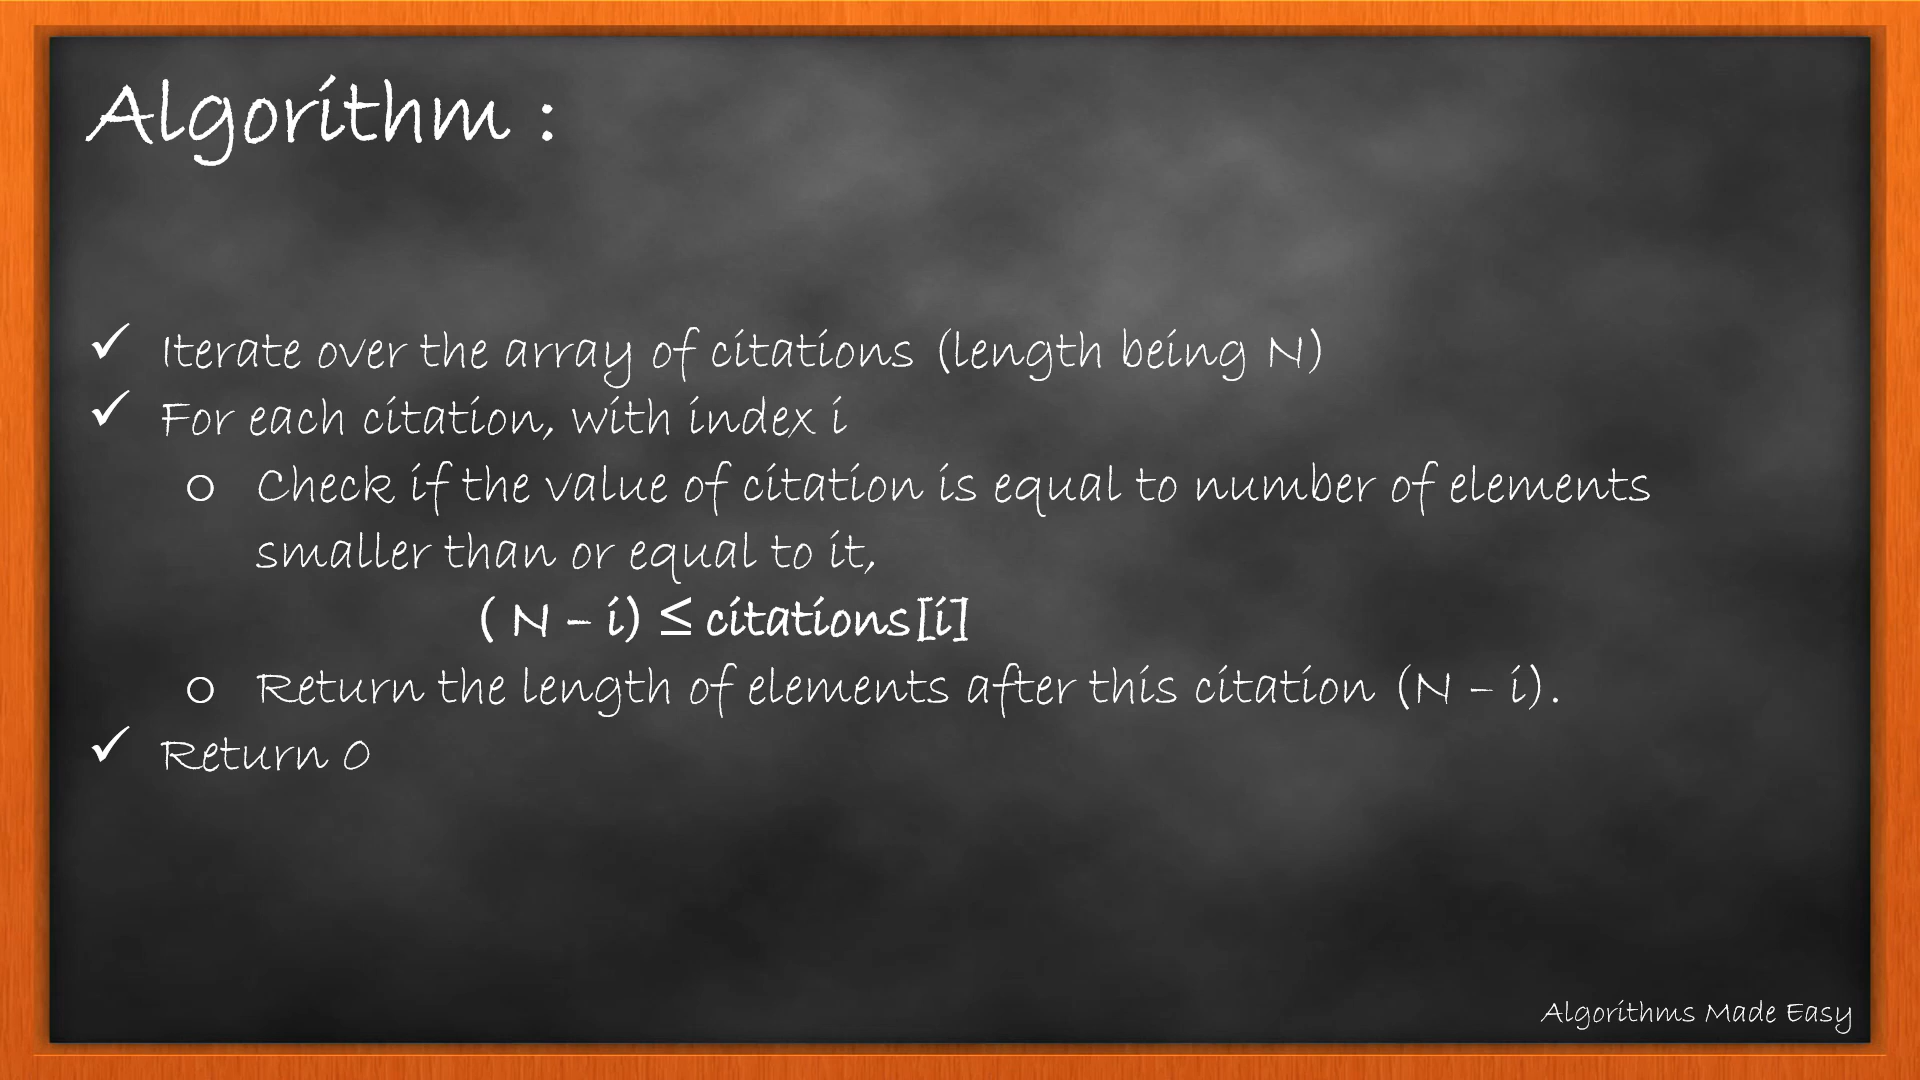 Algorithm :
✓ Iterate over the array of citations (length being N)
✓ For each citation, with index i
o Check if the value of citation is equal to number of elements
smaller than or equal to it,
( N – i) ≤ citations[i]
o Return the length of elements after this citation (N – i).
✓ Return 0
Algorithms Made Easy